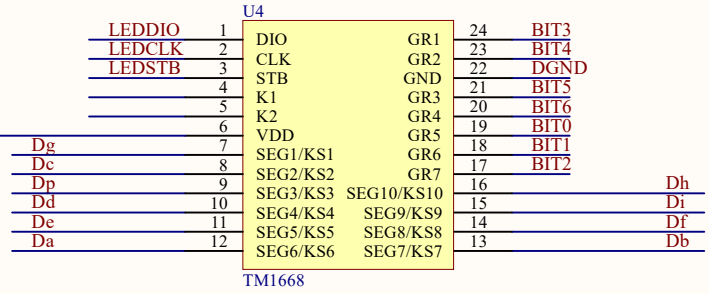 U4
LEDDIO 1 DIO GR1 24 BIT3
LEDCLK 2 CLK GR2 23 BIT4
LEDSTB 3 STB GND 22 DGND
4 K1 GR3 21 BIT5
5 K2 GR4 20 BIT6
6 VDD GR5 19 BIT0
Dg 7 SEG1/KS1 GR6 18 BIT1
Dc 8 SEG2/KS2 GR7 17 BIT2
Dp 9 SEG3/KS3 SEG10/KS10 16 Dh
Dd 10 SEG4/KS4 SEG9/KS9 15 Di
De 11 SEG5/KS5 SEG8/KS8 14 Df
Da 12 SEG6/KS6 SEG7/KS7 13 Db
TM1668